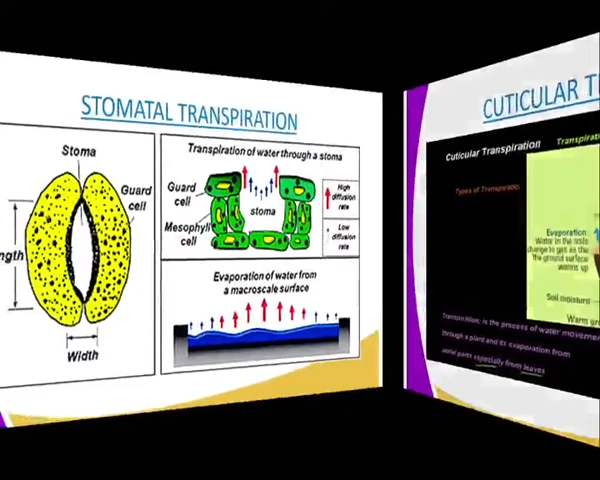 STOMATAL TRANSPIRATION
Stoma
Guard
cell
Width
Transpiration of water through a stoma
Guard
cell
Mesophyll
cell
stoma
High
diffusion
rate
Low
diffusion
rate
Evaporation of water from
a macroscale surface
CUTICULAR
Cuticular Transpiration
Types of Transpiration
Evaporation
Water in the soils
change to gas as the
the ground surface
warms up
Soil moisture
Transpiration, is the process of water
through a plant and its evaporation from
aerial parts especially from leaves